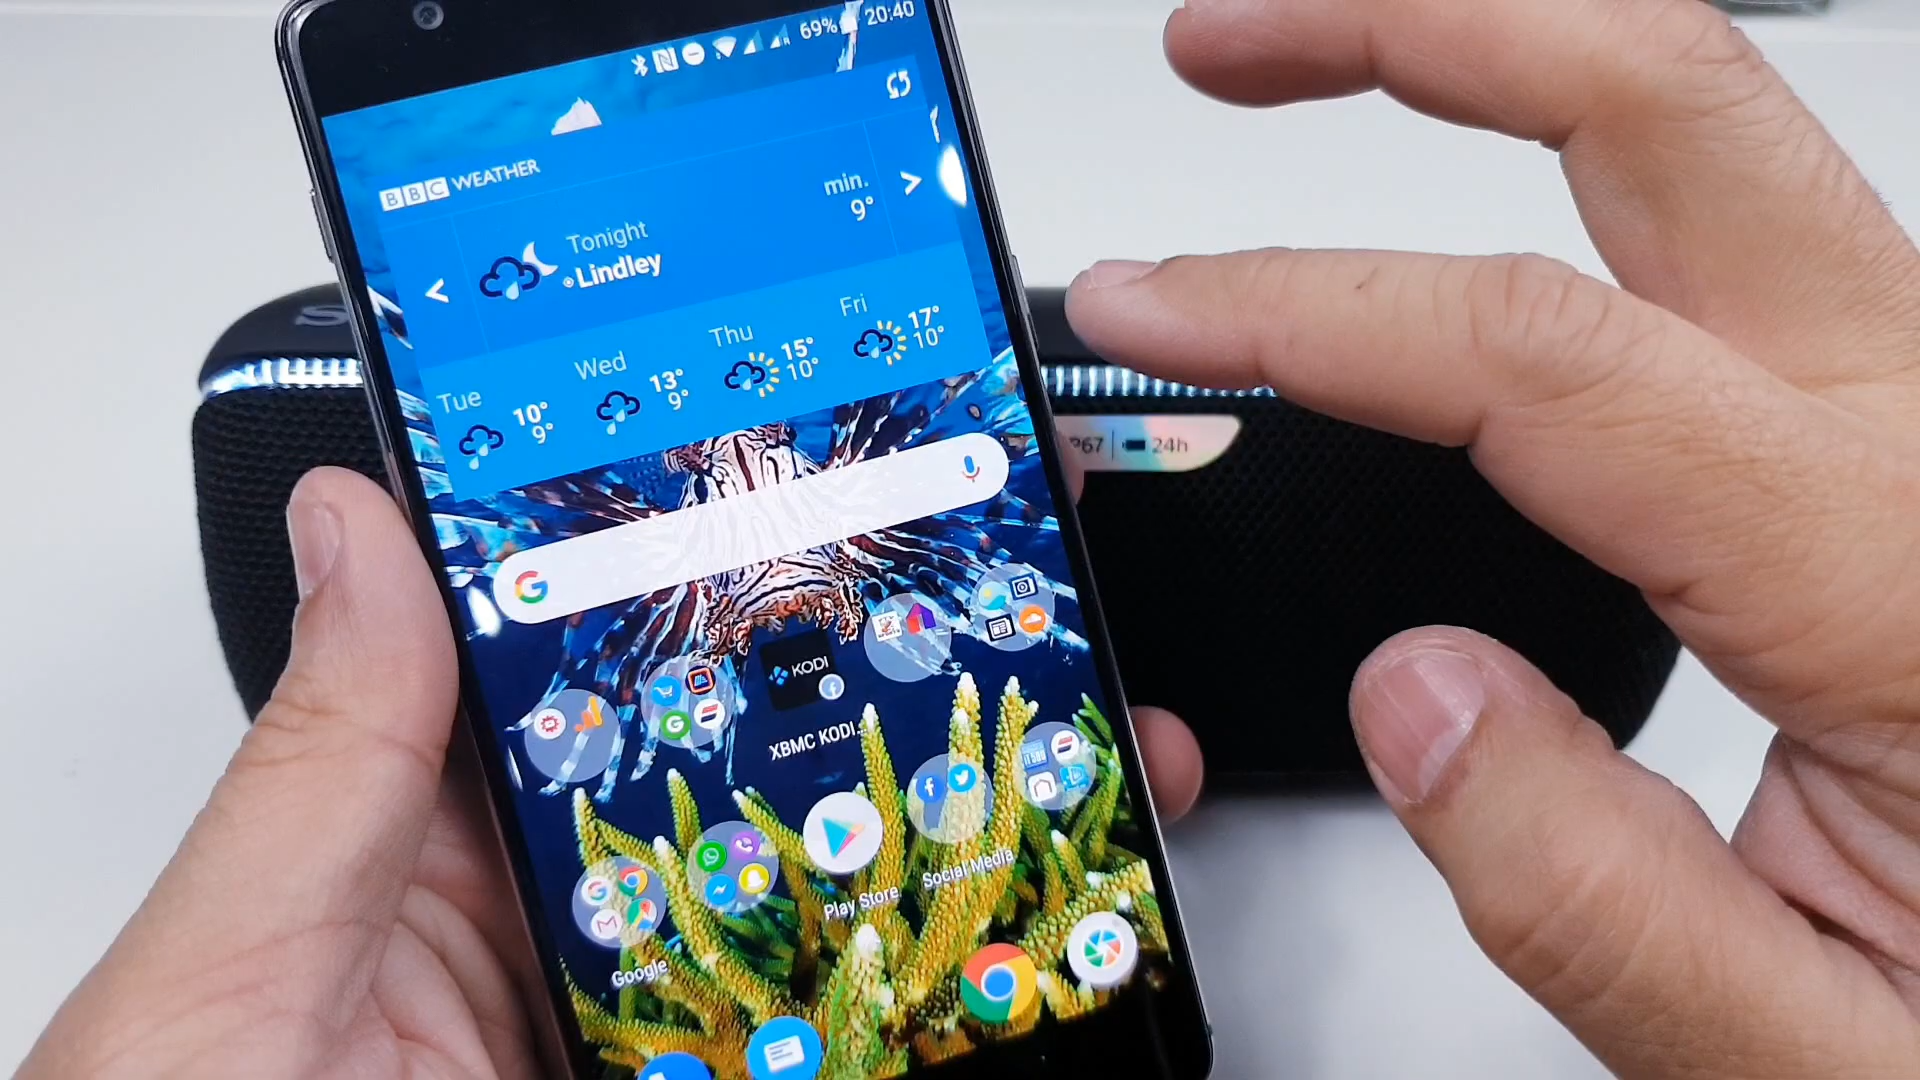 69% 20:40
BBC WEATHER
min.
9°
Tonight
Lindley
< >
Tue
10°
9°
Wed
13°
9°
Thu
15°
10°
Fri
17°
10°
P67 24h
KODI
XBMC KODI...
Play Store
Social Media
Google